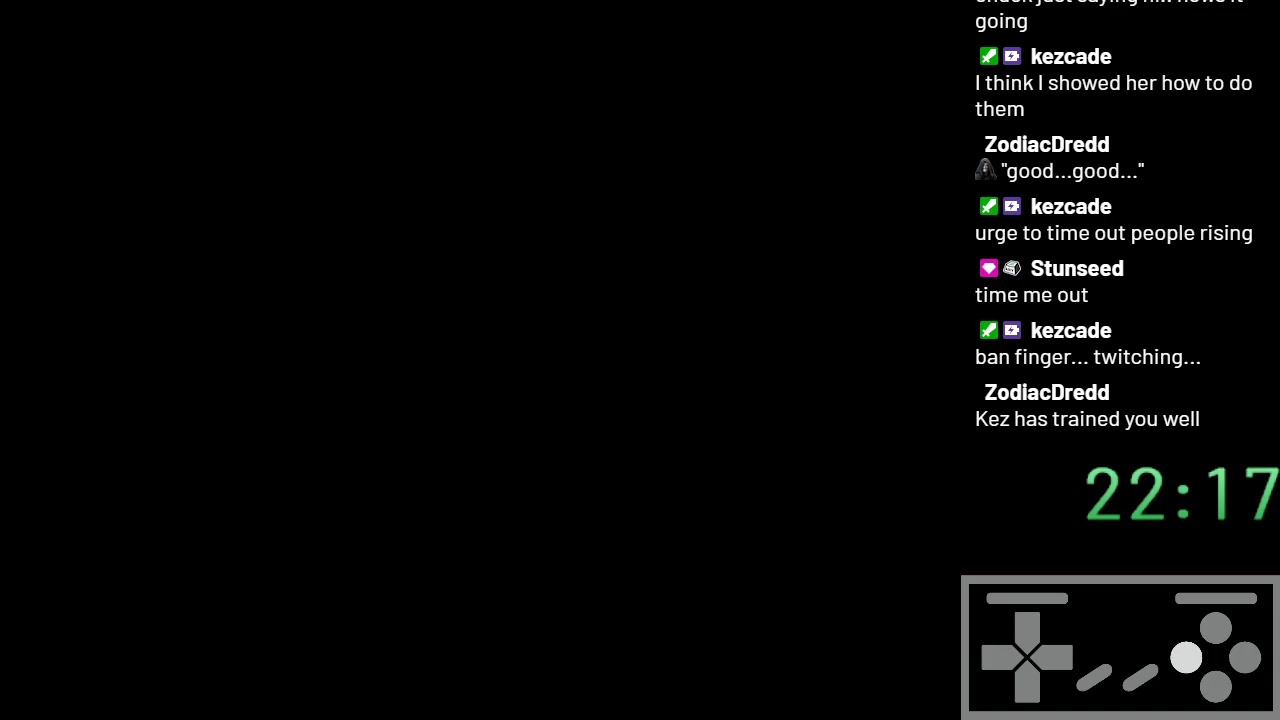 going
kezcade
I think I showed her how to do
them
ZodiacDredd
"good...good..."
kezcade
urge to time out people rising
Stunseed
time me out
kezcade
ban finger... twitching...
ZodiacDredd
Kez has trained you well
22:17